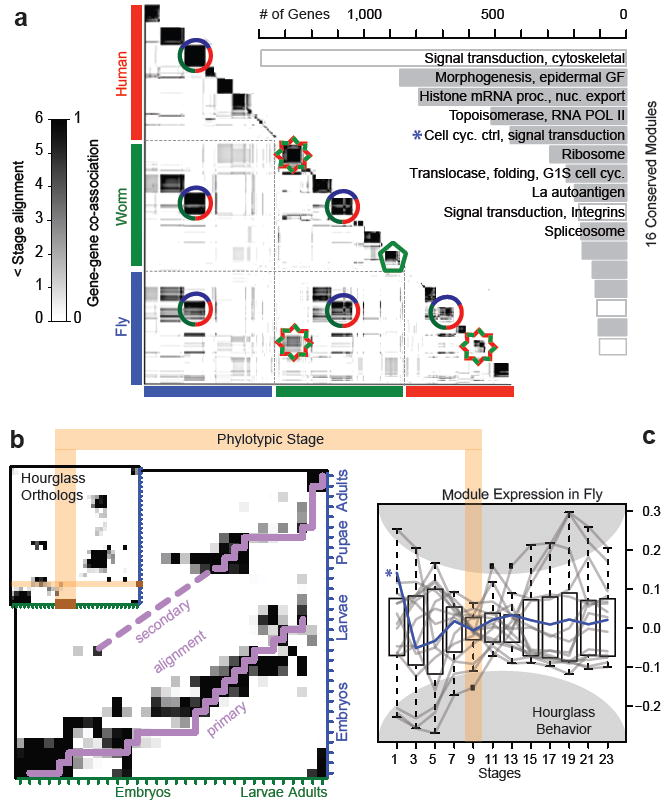 a
# of Genes 1,000 500 0
Signal transduction, cytoskeletal
Morphogenesis, epidermal GF
Histone mRNA proc., nuc. export
Topoisomerase, RNA POL II
*Cell cyc. ctrl, signal transduction
Ribosome
Translocase, folding, G1S cell cyc.
La autoantigen
Signal transduction, Integrins
Spliceosome
16 Conserved Modules
Human
Worm
Fly
< Stage alignment
6 1
5
4
3
2
1
0 0
Gene-gene co-association
b
Phylotypic Stage
c
Hourglass
Orthologs
secondary
alignment
primary
Embryos Larvae Pupae Adults
Embryos Larvae Adults
Module Expression in Fly
*
0.3
0.2
0.1
0.0
−0.1
−0.2
Hourglass
Behavior
1 3 5 7 9 11 13 15 17 19 21 23
Stages